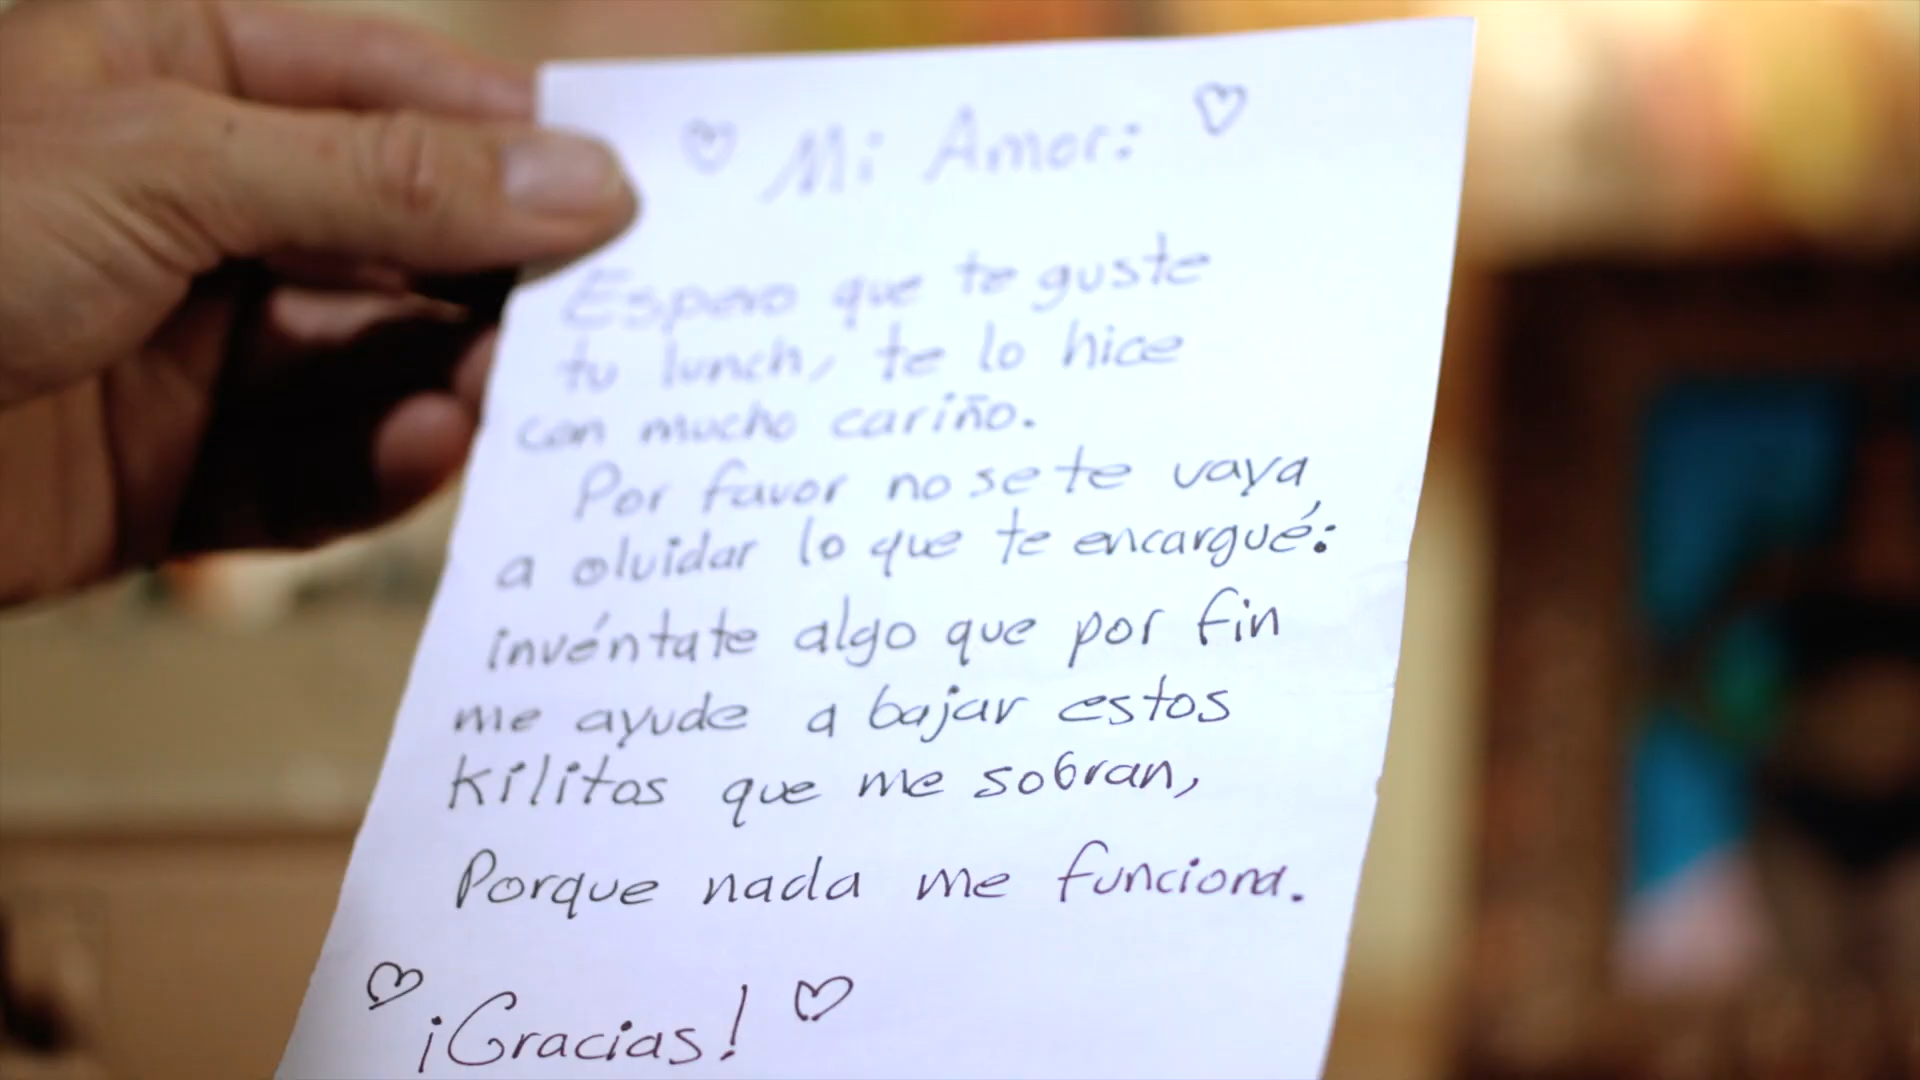 Mi Amor:
Espero que te guste
tu lunch, te lo hice
con mucho cariño.
Por favor no se te vaya
a olvidar lo que te encargué:
invéntate algo que por fin
me ayude a bajar estos
kilitos que me sobran,
Porque nada me funciona.
¡Gracias!